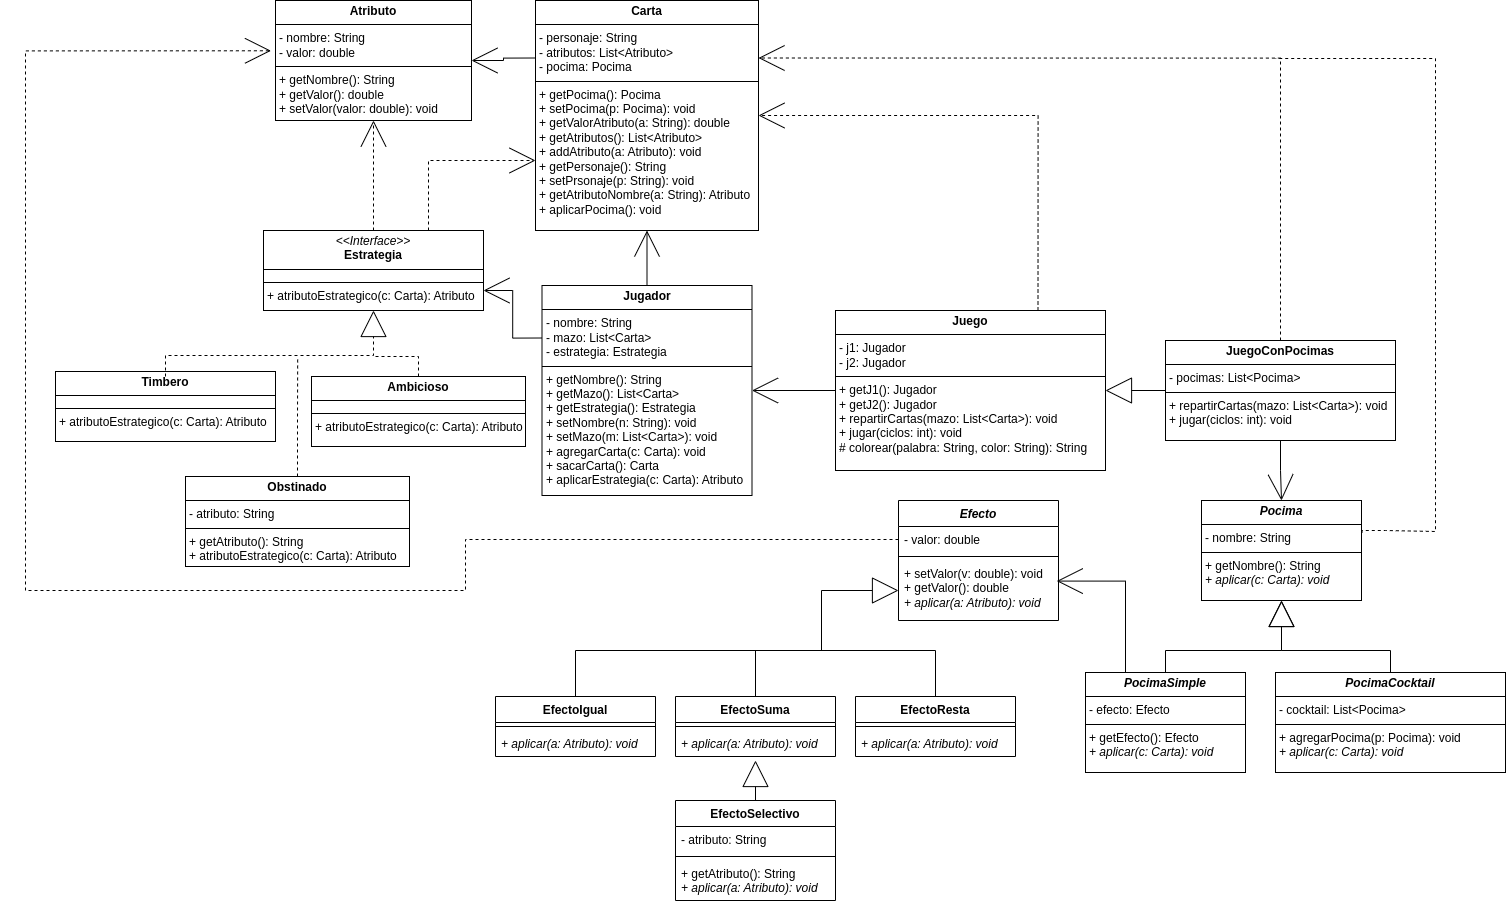 Atributo
- nombre: String
- valor: double
+ getNombre(): String
+ getValor(): double
+ setValor(valor: double): void
Carta
- personaje: String
- atributos: List<Atributo>
- pocima: Pocima
+ getPocima(): Pocima
+ setPocima(p: Pocima): void
+ getValorAtributo(a: String): double
+ getAtributos(): List<Atributo>
+ addAtributo(a: Atributo): void
+ getPersonaje(): String
+ setPrsonaje(p: String): void
+ getAtributoNombre(a: String): Atributo
+ aplicarPocima(): void
<<Interface>>
Estrategia
+ atributoEstrategico(c: Carta): Atributo
Jugador
- nombre: String
- mazo: List<Carta>
- estrategia: Estrategia
+ getNombre(): String
+ getMazo(): List<Carta>
+ getEstrategia(): Estrategia
+ setNombre(n: String): void
+ setMazo(m: List<Carta>): void
+ agregarCarta(c: Carta): void
+ sacarCarta(): Carta
+ aplicarEstrategia(c: Carta): Atributo
Juego
- j1: Jugador
- j2: Jugador
+ getJ1(): Jugador
+ getJ2(): Jugador
+ repartirCartas(mazo: List<Carta>): void
+ jugar(ciclos: int): void
# colorear(palabra: String, color: String): String
JuegoConPocimas
- pocimas: List<Pocima>
+ repartirCartas(mazo: List<Carta>): void
+ jugar(ciclos: int): void
Timbero
+ atributoEstrategico(c: Carta): Atributo
Ambicioso
+ atributoEstrategico(c: Carta): Atributo
Obstinado
- atributo: String
+ getAtributo(): String
+ atributoEstrategico(c: Carta): Atributo
Efecto
- valor: double
+ setValor(v: double): void
+ getValor(): double
+ aplicar(a: Atributo): void
Pocima
- nombre: String
+ getNombre(): String
+ aplicar(c: Carta): void
EfectoIgual
+ aplicar(a: Atributo): void
EfectoSuma
+ aplicar(a: Atributo): void
EfectoResta
+ aplicar(a: Atributo): void
PocimaSimple
- efecto: Efecto
+ getEfecto(): Efecto
+ aplicar(c: Carta): void
PocimaCocktail
- cocktail: List<Pocima>
+ agregarPocima(p: Pocima): void
+ aplicar(c: Carta): void
EfectoSelectivo
- atributo: String
+ getAtributo(): String
+ aplicar(a: Atributo): void